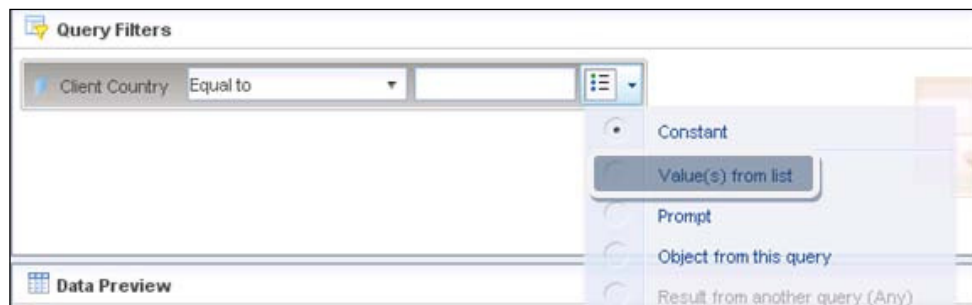 Query Filters
Client Country Equal to
Constant
Value(s) from list
Prompt
Object from this query
Result from another query (Any)
Data Preview